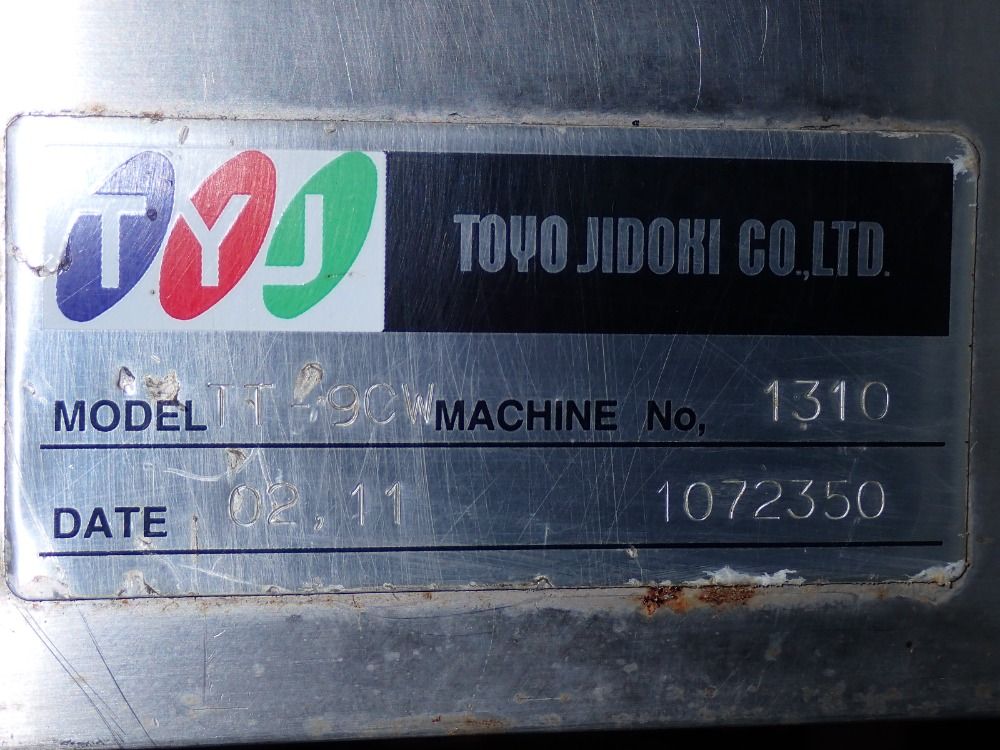 TYJ TOYO JIDOKI CO.,LTD.
MODEL TT-9CW MACHINE No, 1310
DATE 02,11 1072350